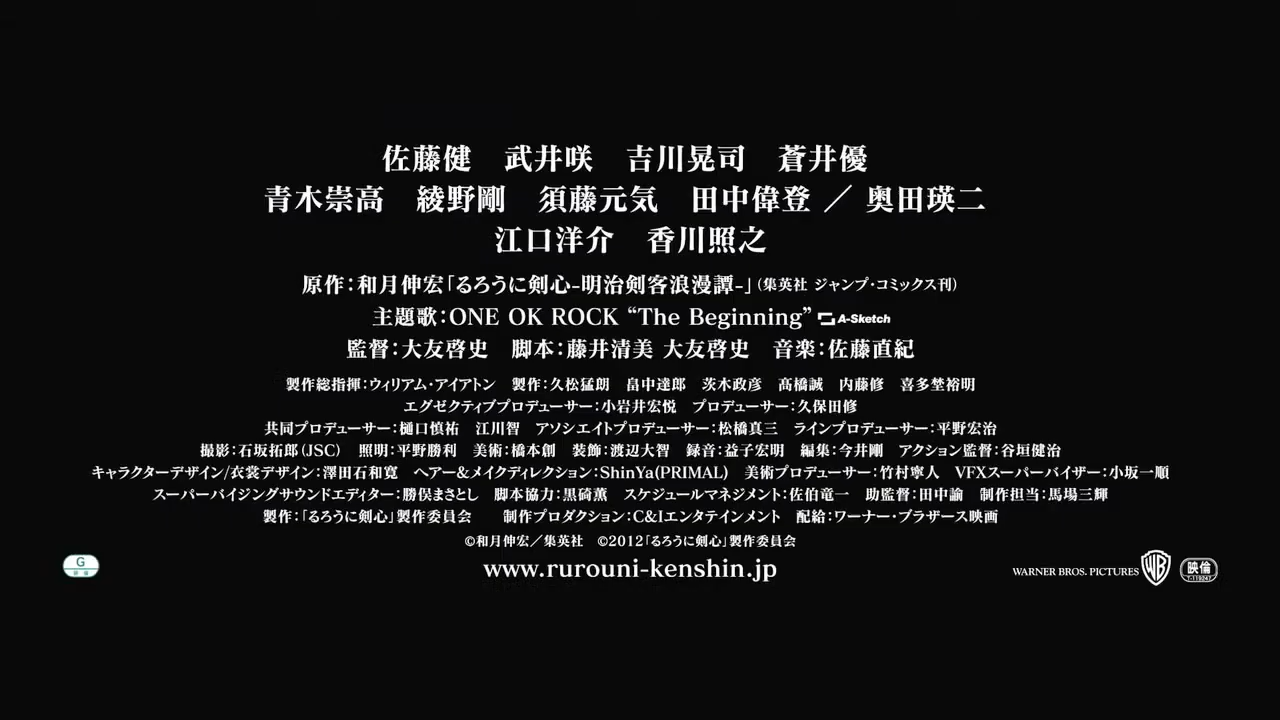 佐藤健　武井咲　吉川晃司　蒼井優
青木崇高　綾野剛　須藤元気　田中偉登 ／ 奥田瑛二
江口洋介　香川照之
原作：和月伸宏「るろうに剣心-明治剣客浪漫譚-」（集英社 ジャンプ・コミックス刊）
主題歌：ONE OK ROCK “The Beginning” A-Sketch
監督：大友啓史　脚本：藤井清美 大友啓史　音楽：佐藤直紀
製作総指揮：ウィリアム・アイアトン　製作：久松猛朗　畠中達郎　茨木政彦　髙橋誠　内藤修　喜多埜裕明
エグゼクティブプロデューサー：小岩井宏悦　プロデューサー：久保田修
共同プロデューサー：樋口慎祐　江川智　アソシエイトプロデューサー：松橋真三　ラインプロデューサー：平野宏治
撮影：石坂拓郎（JSC）　照明：平野勝利　美術：橋本創　装飾：渡辺大智　録音：益子宏明　編集：今井剛　アクション監督：谷垣健治
キャラクターデザイン/衣裳デザイン：澤田石和寛　ヘアー&メイクディレクション：ShinYa(PRIMAL)　美術プロデューサー：竹村寧人　VFXスーパーバイザー：小坂一順
スーパーバイジングサウンドエディター：勝俣まさとし　脚本協力：黒碕薫　スケジュールマネジメント：佐伯竜一　助監督：田中諭　制作担当：馬場三輝
製作：「るろうに剣心」製作委員会　　制作プロダクション：C&Iエンタテインメント　配給：ワーナー・ブラザース映画
©和月伸宏／集英社　©2012「るろうに剣心」製作委員会
www.rurouni-kenshin.jp
G
映倫
WARNER BROS. PICTURES WB
映倫
T-119247